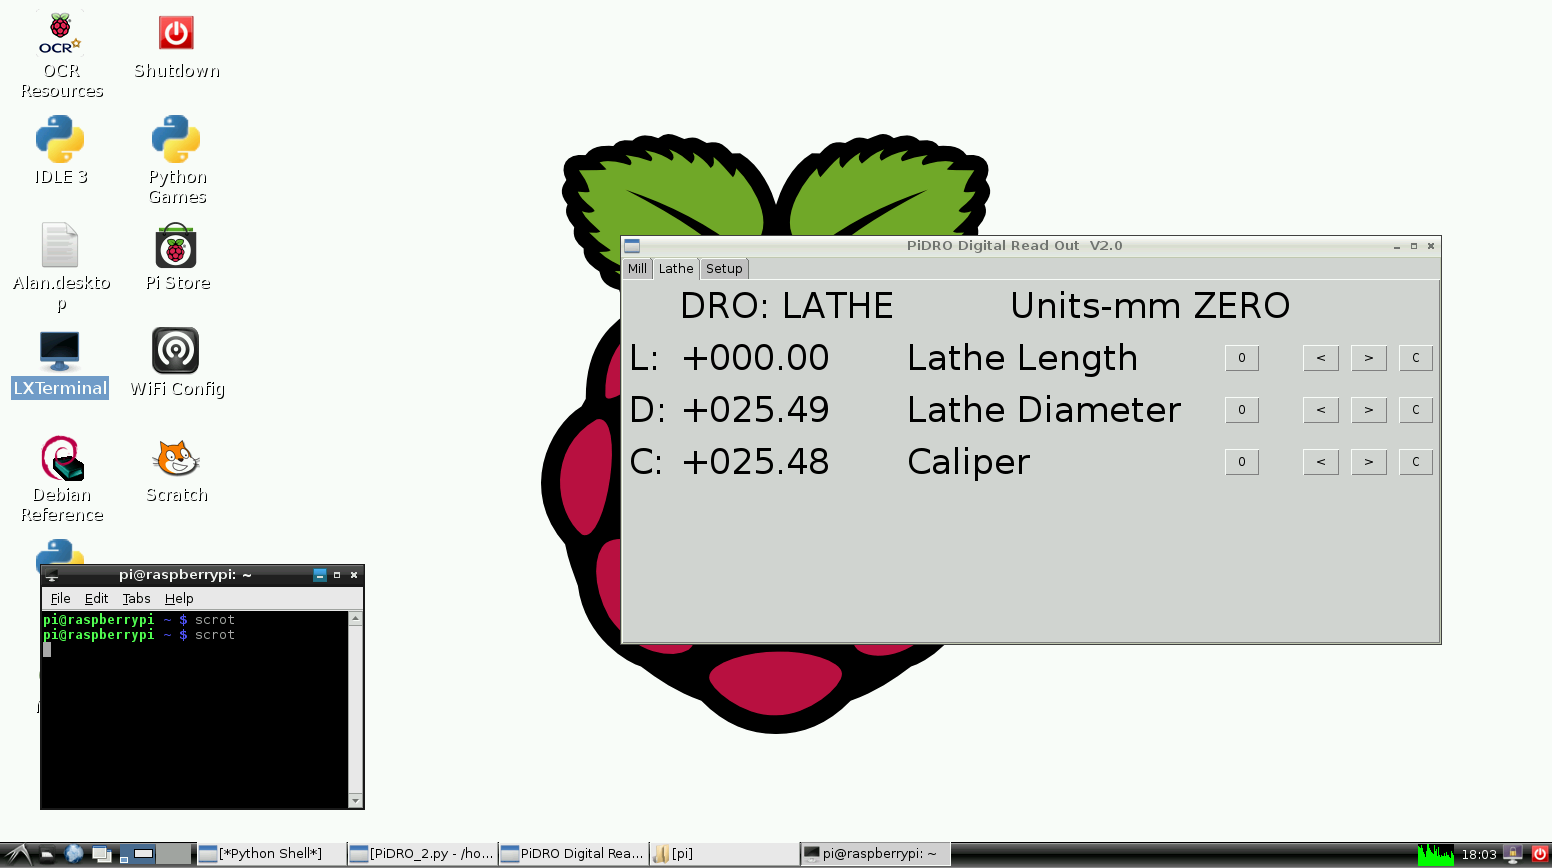 OCR
OCR
Resources
Shutdown
IDLE 3
Python
Games
Alan.deskto
p
Pi Store
LXTerminal
WiFi Config
Debian
Reference
Scratch
PiDRO Digital Read Out  V2.0
Mill Lathe Setup
DRO: LATHE Units-mm ZERO
L: +000.00 Lathe Length 0 < > C
D: +025.49 Lathe Diameter 0 < > C
C: +025.48 Caliper 0 < > C
pi@raspberrypi: ~
File Edit Tabs Help
pi@raspberrypi ~ $ scrot
pi@raspberrypi ~ $ scrot
[*Python Shell*] [PiDRO_2.py - /ho... PiDRO Digital Rea... [pi] pi@raspberrypi: ~ 18:03